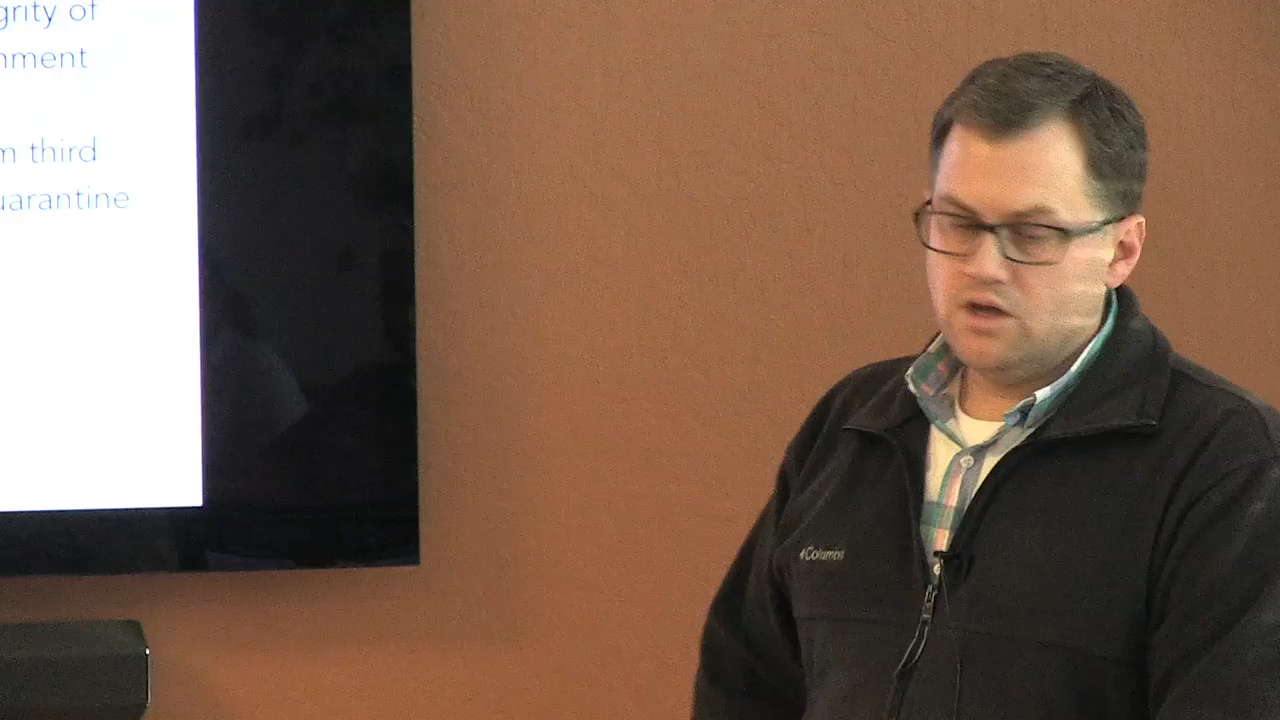 grity of
nment
m third
uarantine
Columbia